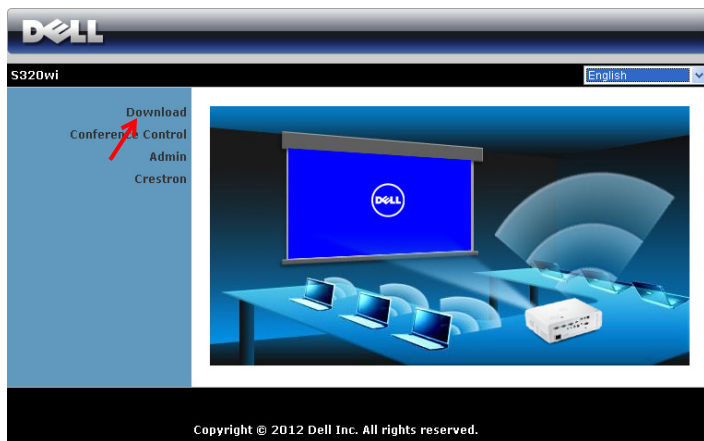 DELL
S320wi
English
Download
Conference Control
Admin
Crestron
DELL
Copyright © 2012 Dell Inc. All rights reserved.